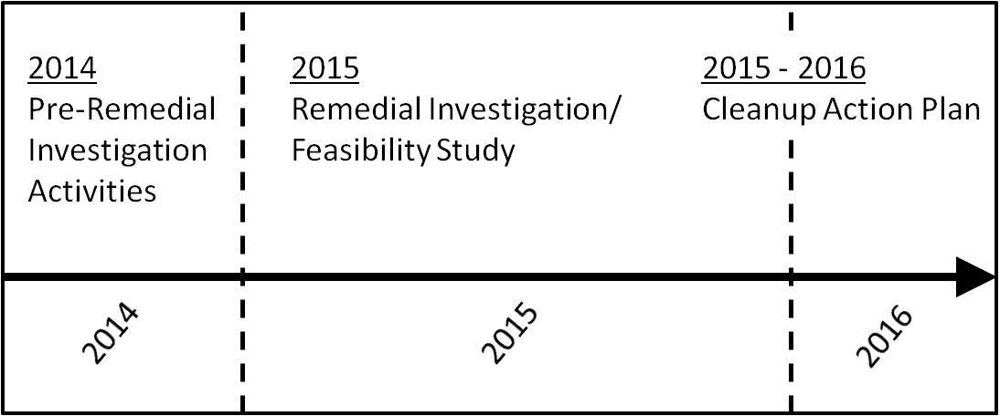 2014
Pre-Remedial
Investigation
Activities
2015
Remedial Investigation/
Feasibility Study
2015 - 2016
Cleanup Action Plan
2014
2015
2016